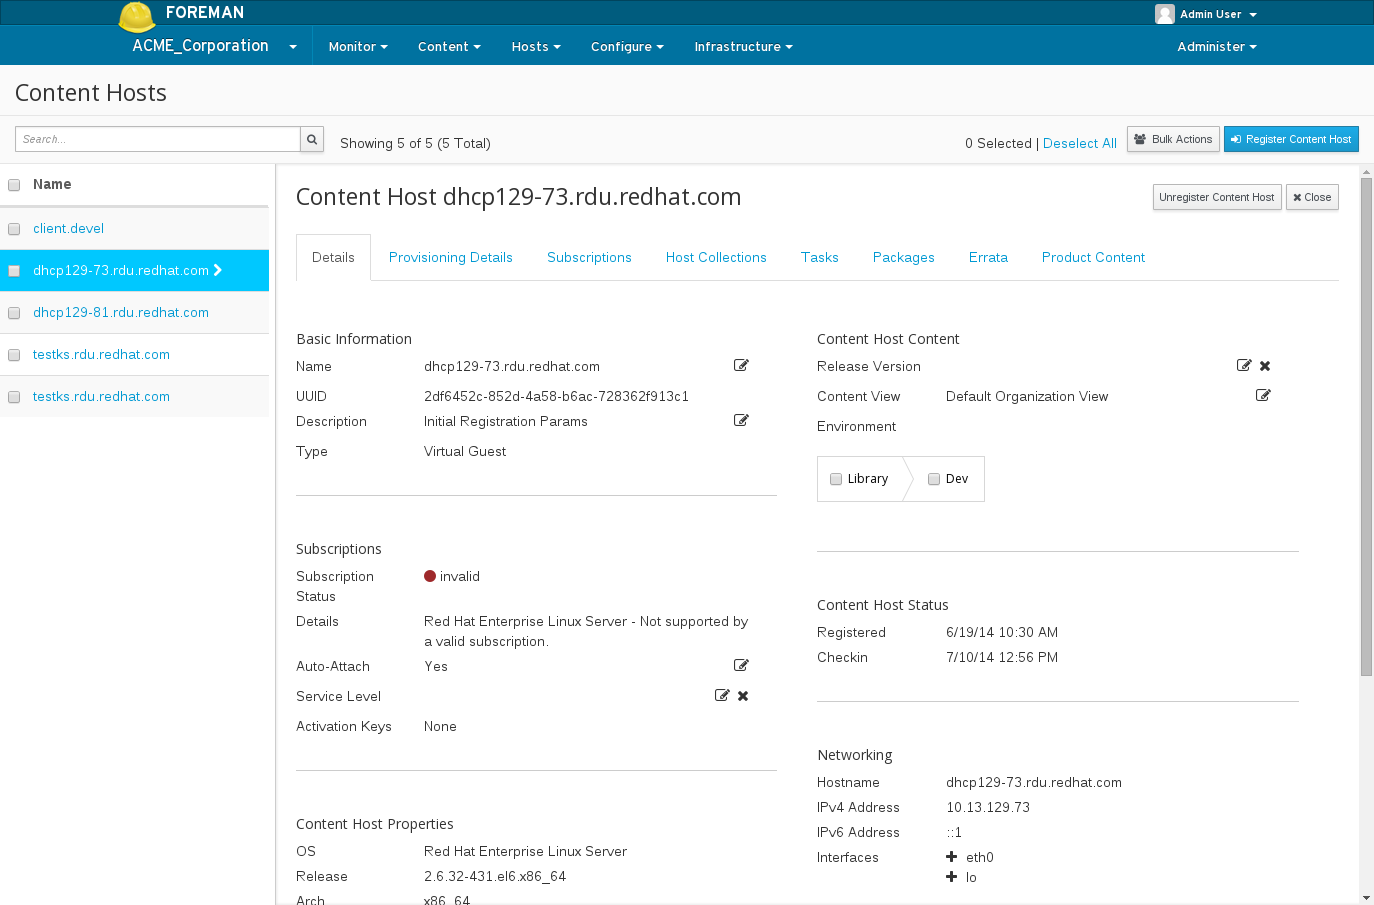 FOREMAN
Admin User
ACME_Corporation Monitor Content Hosts Configure Infrastructure Administer
Content Hosts
Search... Showing 5 of 5 (5 Total) 0 Selected | Deselect All Bulk Actions Register Content Host
Name
client.devel
dhcp129-73.rdu.redhat.com
dhcp129-81.rdu.redhat.com
testks.rdu.redhat.com
testks.rdu.redhat.com
Content Host dhcp129-73.rdu.redhat.com Unregister Content Host Close
Details Provisioning Details Subscriptions Host Collections Tasks Packages Errata Product Content
Basic Information
Name dhcp129-73.rdu.redhat.com
UUID 2df6452c-852d-4a58-b6ac-728362f913c1
Description Initial Registration Params
Type Virtual Guest
Subscriptions
Subscription Status invalid
Details Red Hat Enterprise Linux Server - Not supported by
a valid subscription.
Auto-Attach Yes
Service Level
Activation Keys None
Content Host Properties
OS Red Hat Enterprise Linux Server
Release 2.6.32-431.el6.x86_64
Arch x86_64
Content Host Content
Release Version
Content View Default Organization View
Environment
Library Dev
Content Host Status
Registered 6/19/14 10:30 AM
Checkin 7/10/14 12:56 PM
Networking
Hostname dhcp129-73.rdu.redhat.com
IPv4 Address 10.13.129.73
IPv6 Address ::1
Interfaces eth0
lo